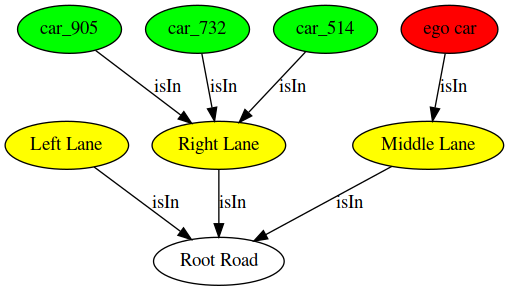 car_905
car_732
car_514
ego car
isIn
isIn
isIn
isIn
Left Lane
Right Lane
Middle Lane
isIn
isIn
isIn
Root Road